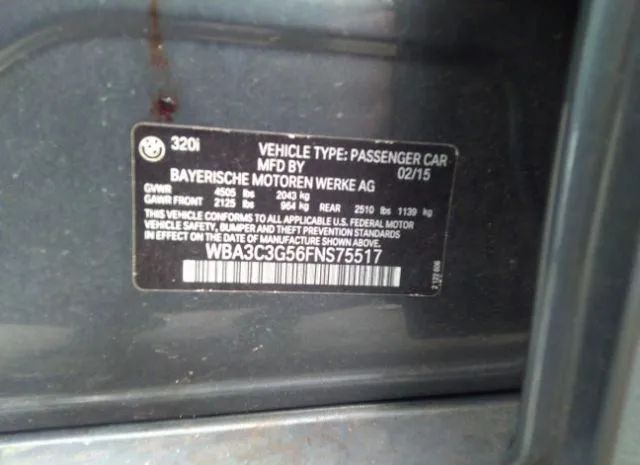 320i VEHICLE TYPE: PASSENGER CAR
MFD BY 02/15
BAYERISCHE MOTOREN WERKE AG
GVWR 4505 lbs 2043 kg
GAWR FRONT 2125 lbs 964 kg REAR 2510 lbs 1139 kg
THIS VEHICLE CONFORMS TO ALL APPLICABLE U.S. FEDERAL MOTOR
VEHICLE SAFETY, BUMPER AND THEFT PREVENTION STANDARDS
IN EFFECT ON THE DATE OF MANUFACTURE SHOWN ABOVE.
WBA3C3G56FNS75517